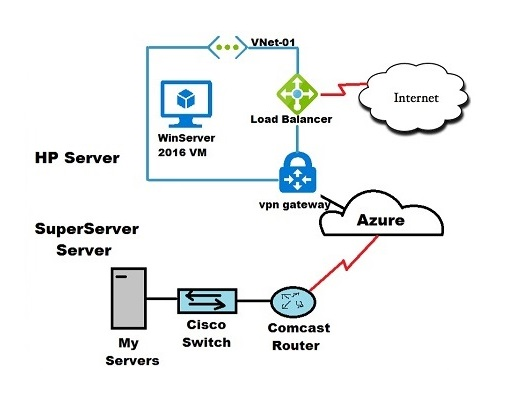 VNet-01
Internet
Load Balancer
WinServer
2016 VM
HP Server
vpn gateway
Azure
SuperServer
Server
Cisco
Switch
Comcast
Router
My
Servers